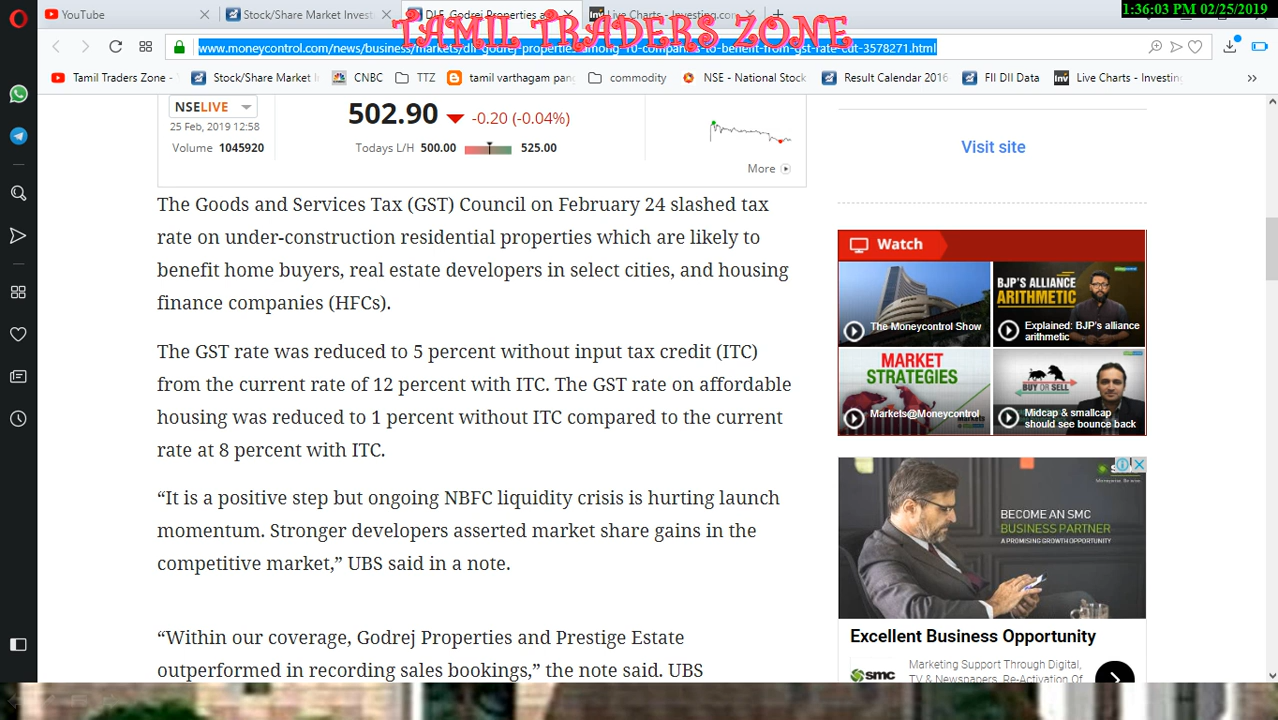 1:36:03 PM 02/25/2019
YouTube
Stock/Share Market Invest
DLF, Godrej Properties a
Live Charts - Investing.com
TAMIL TRADERS ZONE
www.moneycontrol.com/news/business/markets/dlf-godrej-properties-among-10-companies-to-benefit-from-gst-rate-cut-3578271.html
Tamil Traders Zone -
Stock/Share Market I
CNBC
TTZ
tamil varthagam pan
commodity
NSE - National Stock
Result Calendar 2016
FII DII Data
Live Charts - Investing
NSELIVE
25 Feb, 2019 12:58
Volume 1045920
502.90 -0.20 (-0.04%)
Todays L/H 500.00 525.00
More
The Goods and Services Tax (GST) Council on February 24 slashed tax
rate on under-construction residential properties which are likely to
benefit home buyers, real estate developers in select cities, and housing
finance companies (HFCs).
The GST rate was reduced to 5 percent without input tax credit (ITC)
from the current rate of 12 percent with ITC. The GST rate on affordable
housing was reduced to 1 percent without ITC compared to the current
rate at 8 percent with ITC.
“It is a positive step but ongoing NBFC liquidity crisis is hurting launch
momentum. Stronger developers asserted market share gains in the
competitive market,” UBS said in a note.
“Within our coverage, Godrej Properties and Prestige Estate
outperformed in recording sales bookings,” the note said. UBS
Visit site
Watch
The Moneycontrol Show
BJP'S ALLIANCE
ARITHMETIC
Explained: BJP's alliance
arithmetic
MARKET
STRATEGIES
Markets@Moneycontrol
BUY OR SELL
Midcap & smallcap
should see bounce back
BECOME AN SMC
BUSINESS PARTNER
A PROMISING GROWTH OPPORTUNITY
Excellent Business Opportunity
smc
Marketing Support Through Digital,
TV & Newspapers, Re-Activation Of